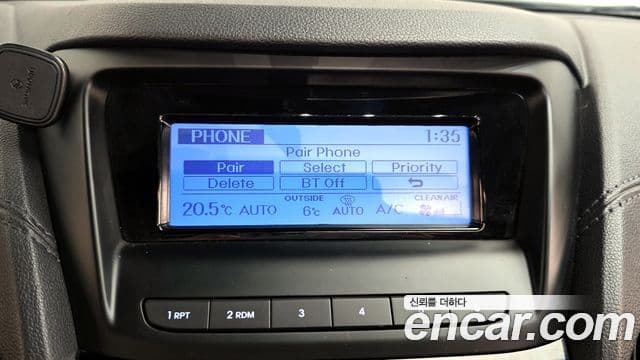 PHONE 1:35
Pair Phone
Pair Select Priority
Delete BT Off
OUTSIDE CLEAN AIR
20.5°C AUTO 6°C AUTO A/C
1 RPT 2 RDM 3 4
신뢰를 더하다
encar.com